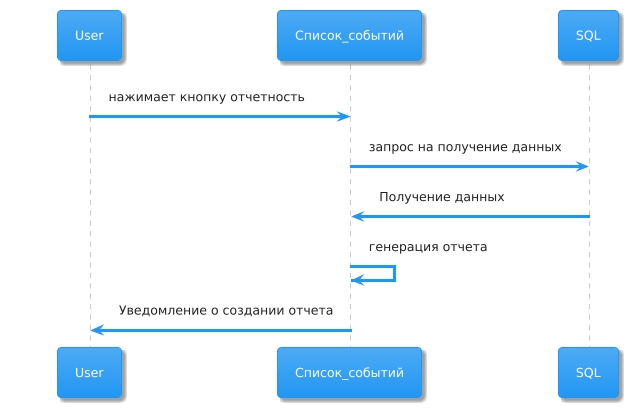 User
Список_событий
SQL
нажимает кнопку отчетность
запрос на получение данных
Получение данных
генерация отчета
Уведомление о создании отчета
User
Список_событий
SQL